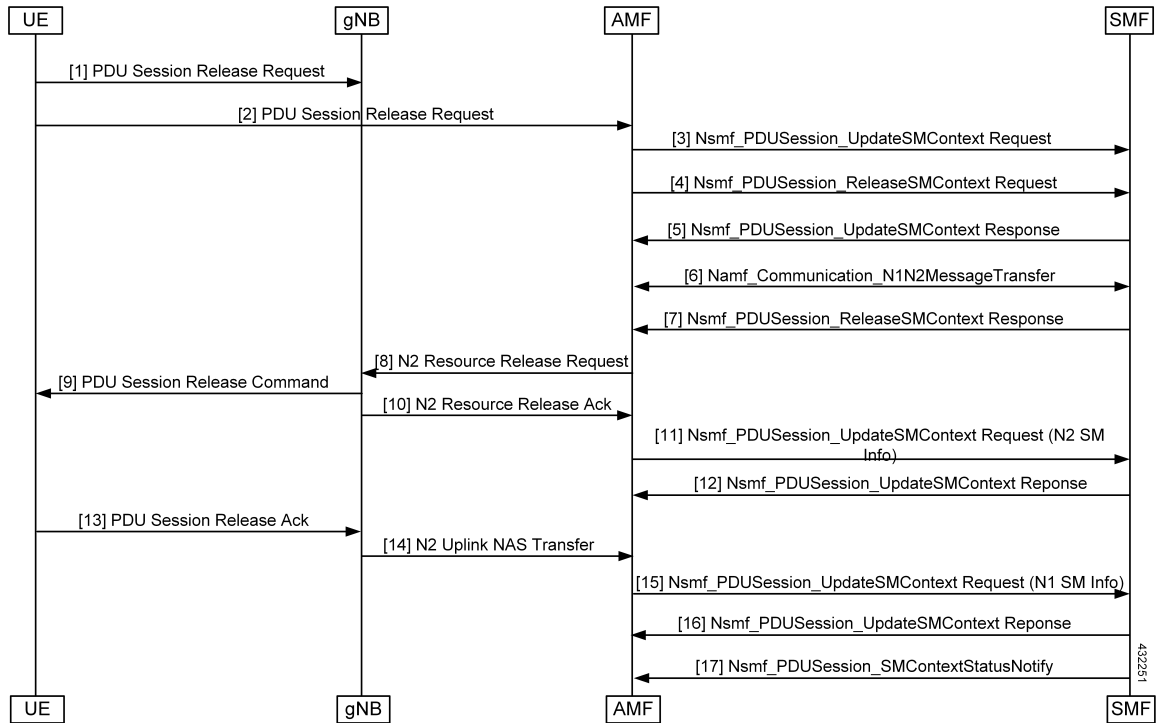 UE
gNB
AMF
SMF
[1] PDU Session Release Request
[2] PDU Session Release Request
[3] Nsmf_PDUSession_UpdateSMContext Request
[4] Nsmf_PDUSession_ReleaseSMContext Request
[5] Nsmf_PDUSession_UpdateSMContext Response
[6] Namf_Communication_N1N2MessageTransfer
[7] Nsmf_PDUSession_ReleaseSMContext Response
[8] N2 Resource Release Request
[9] PDU Session Release Command
[10] N2 Resource Release Ack
[11] Nsmf_PDUSession_UpdateSMContext Request (N2 SM
Info)
[12] Nsmf_PDUSession_UpdateSMContext Reponse
[13] PDU Session Release Ack
[14] N2 Uplink NAS Transfer
[15] Nsmf_PDUSession_UpdateSMContext Request (N1 SM Info)
[16] Nsmf_PDUSession_UpdateSMContext Reponse
[17] Nsmf_PDUSession_SMContextStatusNotify
432251
UE
gNB
AMF
SMF